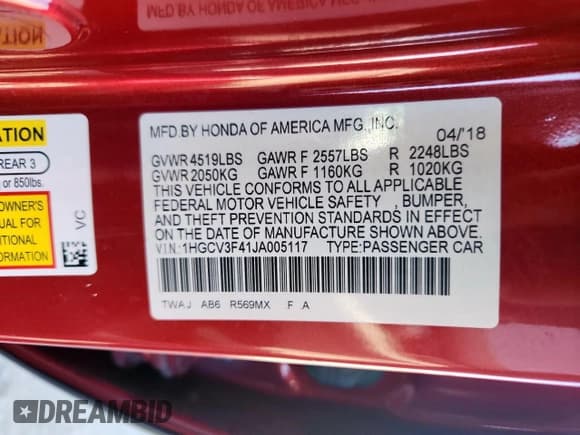 MFD.BY HONDA OF AMERICA MFG.,INC. 04/'18
GVWR 4519LBS GAWR F 2557LBS R 2248LBS
GVWR 2050KG GAWR F 1160KG R 1020KG
THIS VEHICLE CONFORMS TO ALL APPLICABLE
FEDERAL MOTOR VEHICLE SAFETY , BUMPER,
AND THEFT PREVENTION STANDARDS IN EFFECT
ON THE DATE OF MANUFACTURE SHOWN ABOVE.
V.I.N.:1HGCV3F41JA005117 TYPE:PASSENGER CAR
TWAJ AB6 R569MX F A
ATION
REAR 3
or 850lbs.
OWNER'S
UAL FOR
ITIONAL
RMATION
VC
DREAMBID